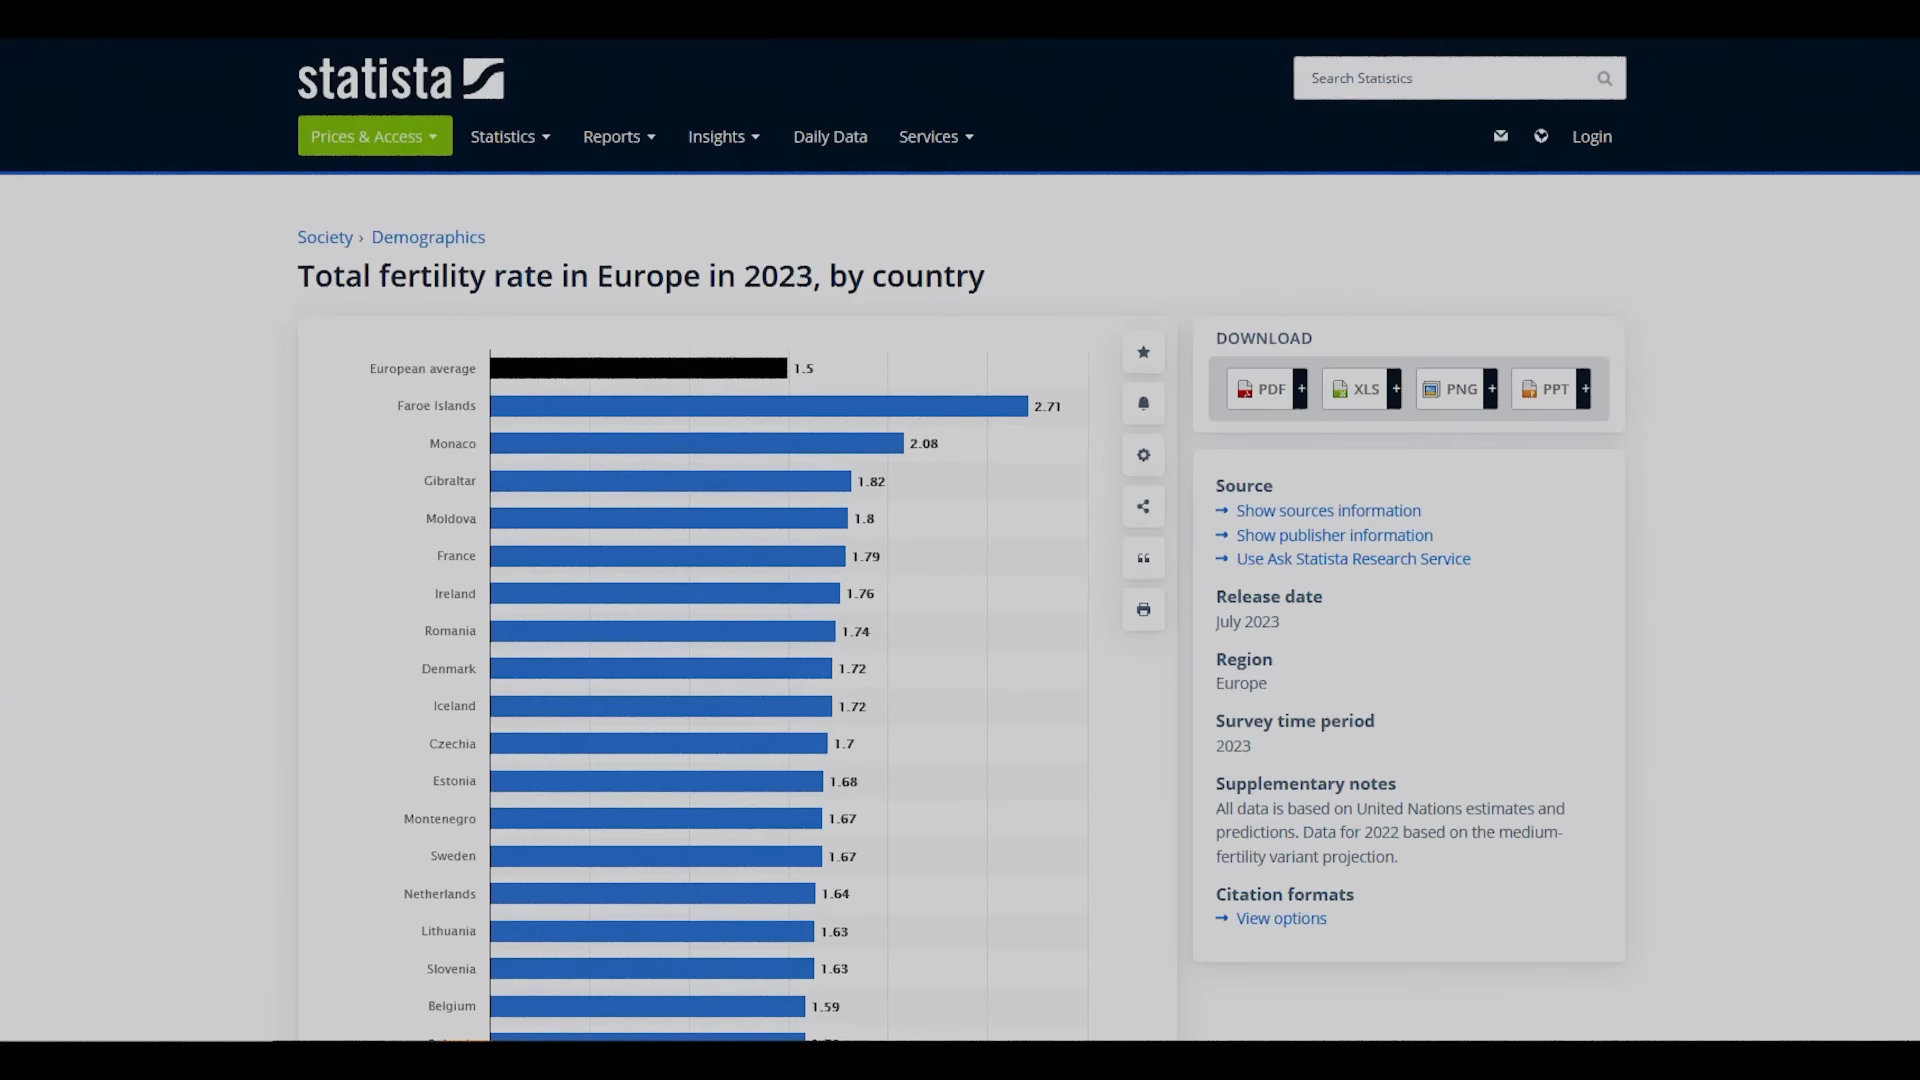 statista
Search Statistics
Prices & Access
Statistics
Reports
Insights
Daily Data
Services
Login
Society › Demographics
Total fertility rate in Europe in 2023, by country
European average 1.5
Faroe Islands 2.71
Monaco 2.08
Gibraltar 1.82
Moldova 1.8
France 1.79
Ireland 1.76
Romania 1.74
Denmark 1.72
Iceland 1.72
Czechia 1.7
Estonia 1.68
Montenegro 1.67
Sweden 1.67
Netherlands 1.64
Lithuania 1.63
Slovenia 1.63
Belgium 1.59
DOWNLOAD
PDF + XLS + PNG + PPT +
Source
→ Show sources information
→ Show publisher information
→ Use Ask Statista Research Service
Release date
July 2023
Region
Europe
Survey time period
2023
Supplementary notes
All data is based on United Nations estimates and
predictions. Data for 2022 based on the medium-
fertility variant projection.
Citation formats
→ View options